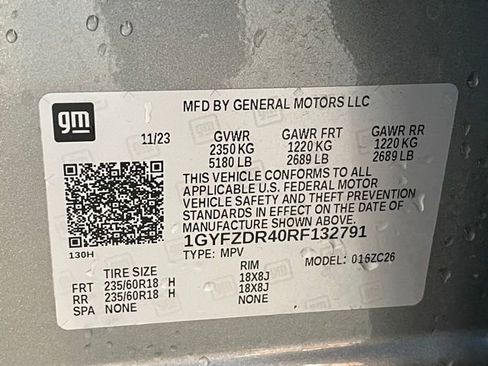 MFD BY GENERAL MOTORS LLC
gm
11/23 GVWR GAWR FRT GAWR RR
2350 KG 1220 KG 1220 KG
5180 LB 2689 LB 2689 LB
THIS VEHICLE CONFORMS TO ALL
APPLICABLE U.S. FEDERAL MOTOR
VEHICLE SAFETY AND THEFT PREVENTION
STANDARDS IN EFFECT ON THE DATE OF
MANUFACTURE SHOWN ABOVE.
1GYFZDR40RF132791
130H TYPE: MPV MODEL: 016ZC26
TIRE SIZE RIM
FRT 235/60R18 H 18X8J
RR 235/60R18 H 18X8J
SPA NONE NONE